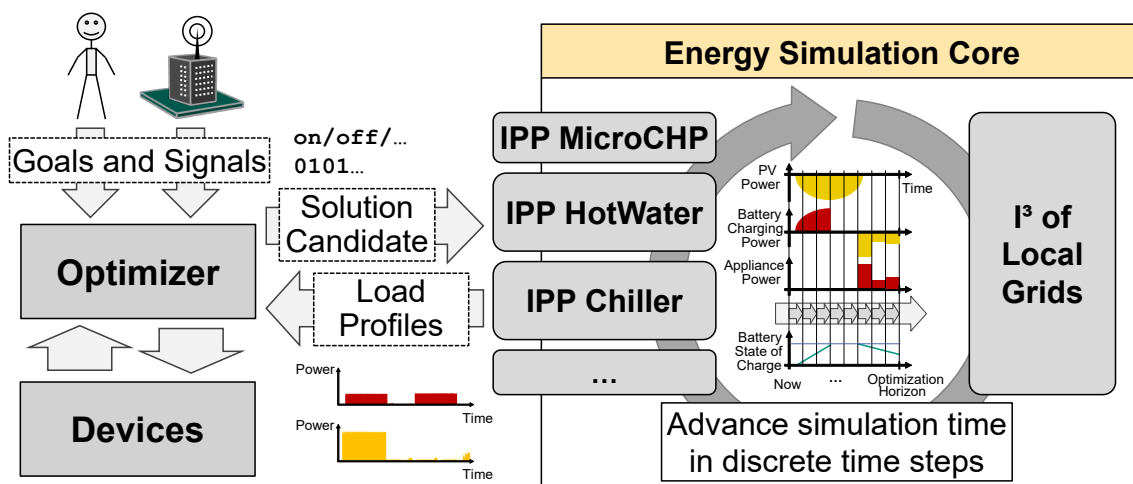 Energy Simulation Core
Goals and Signals
on/off/…
0101…
Solution
Candidate
Load
Profiles
Optimizer
Devices
Power
Time
Power
Time
IPP MicroCHP
IPP HotWater
IPP Chiller
…
PV
Power
Time
Battery
Charging
Power
Appliance
Power
Battery
State of
Charge
Now
…
Optimization
Horizon
I³ of
Local
Grids
Advance simulation time
in discrete time steps